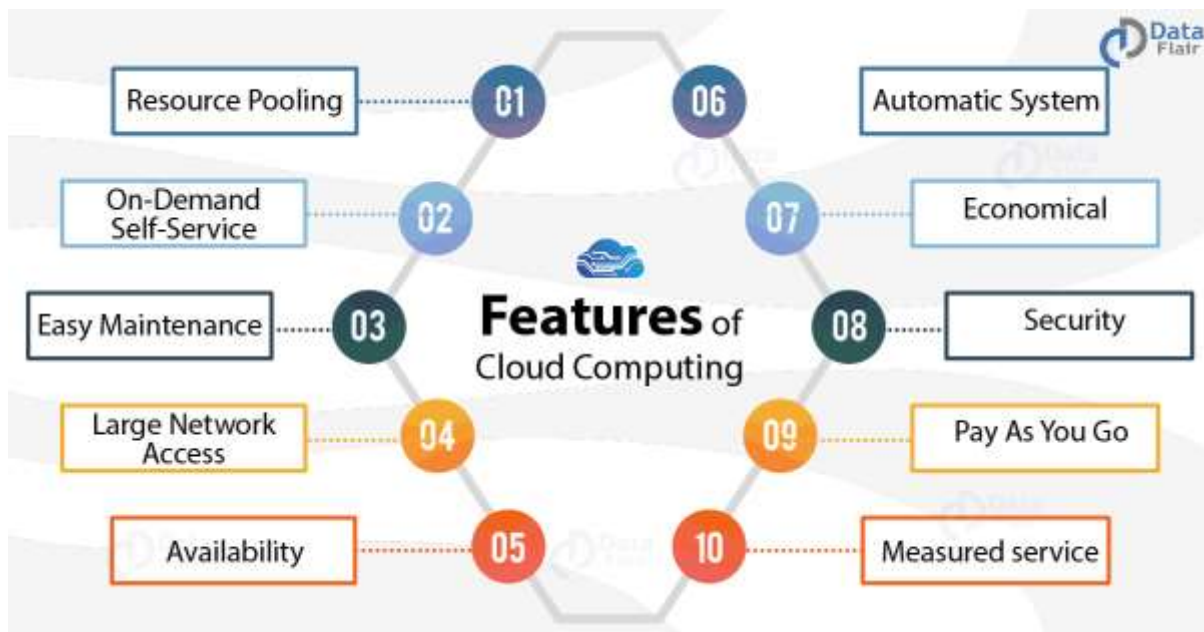 Data
Flair
Resource Pooling
01
On-Demand
Self-Service
02
Easy Maintenance
03
Large Network
Access
04
Availability
05
Features of
Cloud Computing
06
Automatic System
07
Economical
08
Security
09
Pay As You Go
10
Measured service